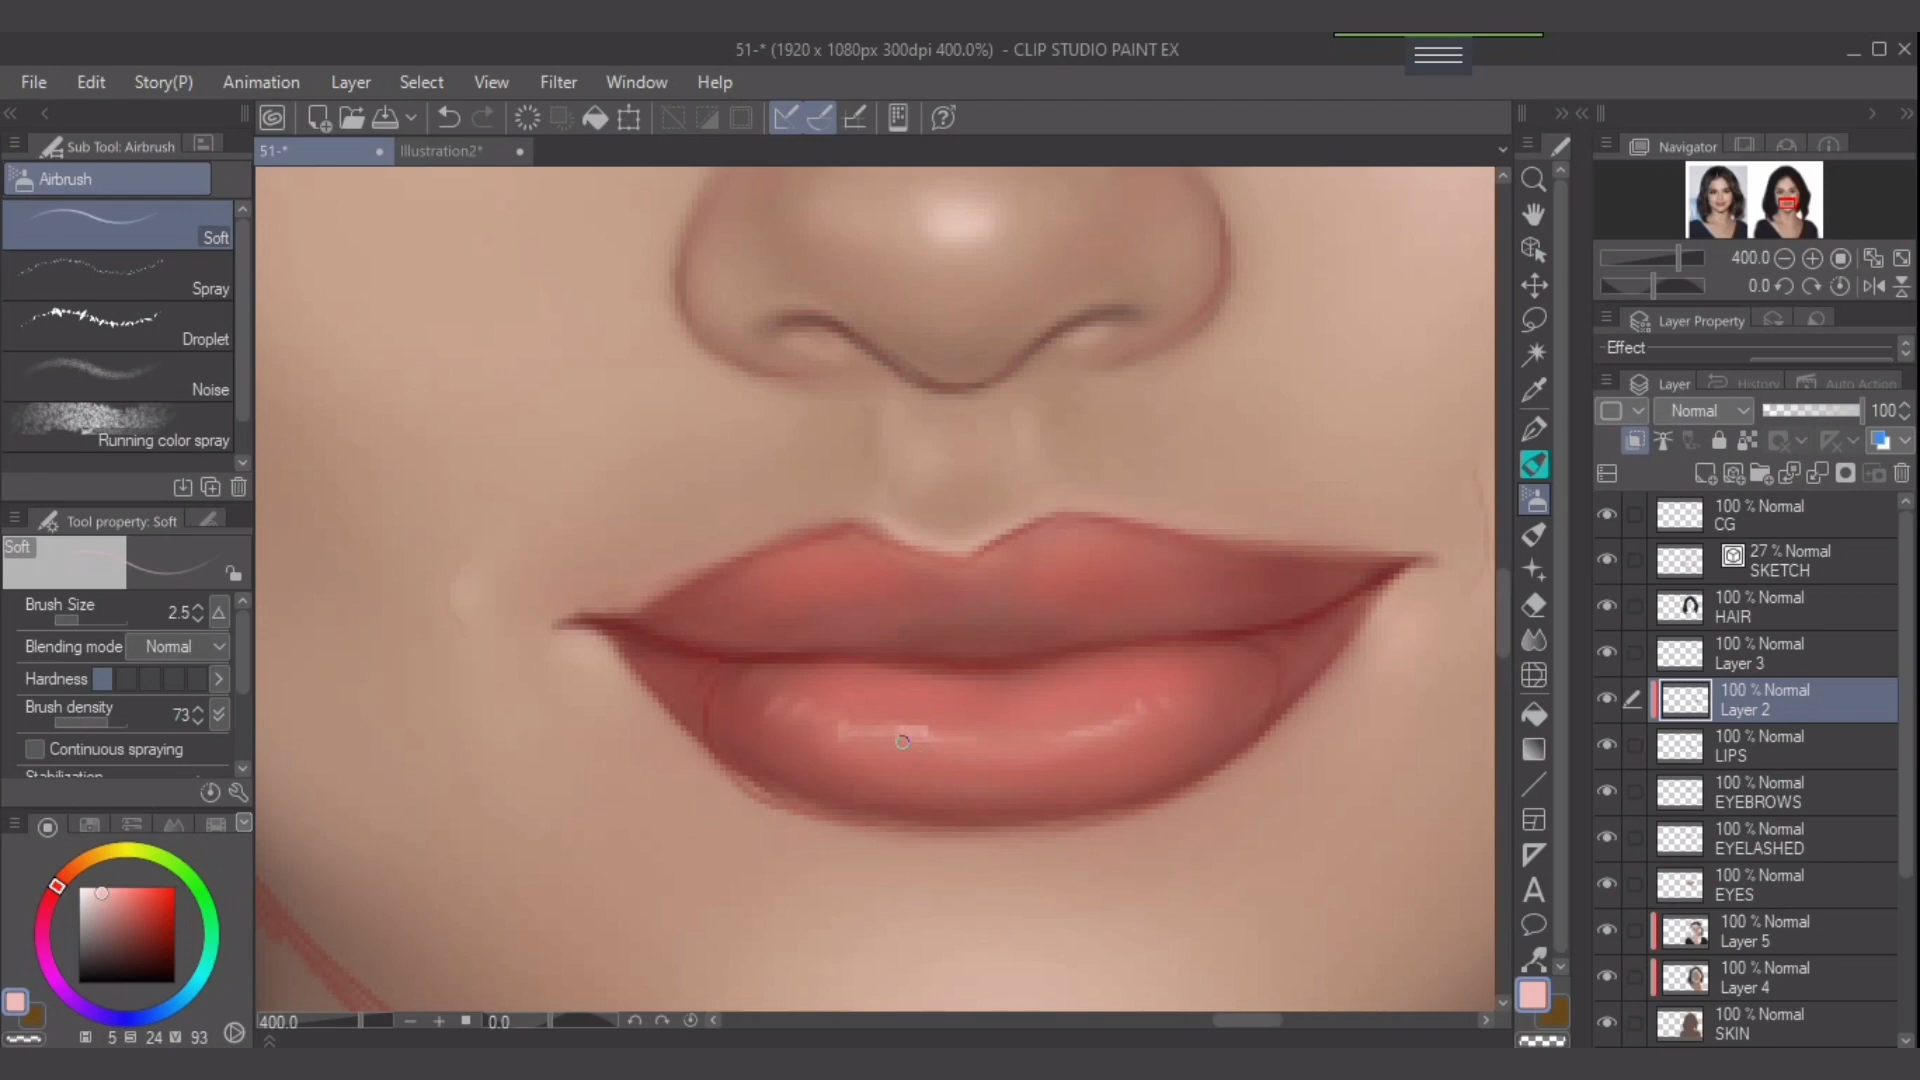 51-* (1920 x 1080px 300dpi 400.0%) - CLIP STUDIO PAINT EX
File Edit Story(P) Animation Layer Select View Filter Window Help
Sub Tool: Airbrush
51-* Illustration2*
Airbrush
Soft
Spray
Droplet
Noise
Running color spray
Tool property: Soft
Soft
Brush Size 2.5
Blending mode Normal
Hardness
Brush density 73
Continuous spraying
Stabilization
5 24 93
400.0 0.0
Navigator
400.0
0.0
Layer Property
Effect
Layer History Auto Action
Normal 100
100 % Normal
CG
27 % Normal
SKETCH
100 % Normal
HAIR
100 % Normal
Layer 3
100 % Normal
Layer 2
100 % Normal
LIPS
100 % Normal
EYEBROWS
100 % Normal
EYELASHED
100 % Normal
EYES
100 % Normal
Layer 5
100 % Normal
Layer 4
100 % Normal
SKIN